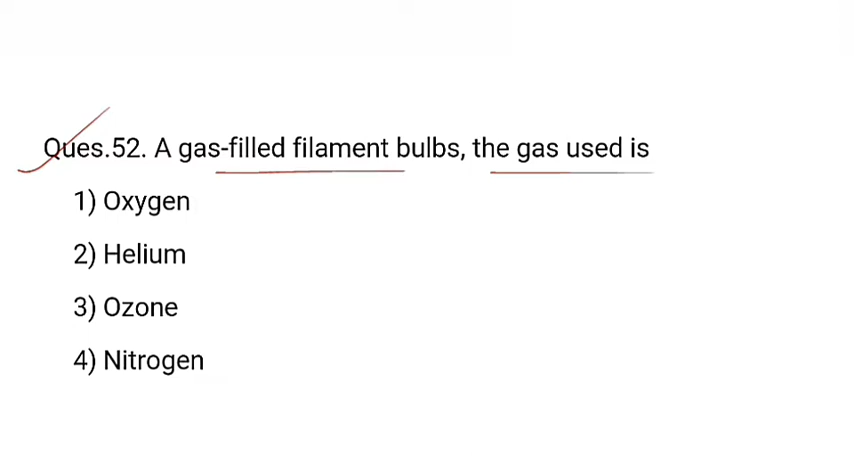 Ques.52. A gas-filled filament bulbs, the gas used is
1) Oxygen
2) Helium
3) Ozone
4) Nitrogen